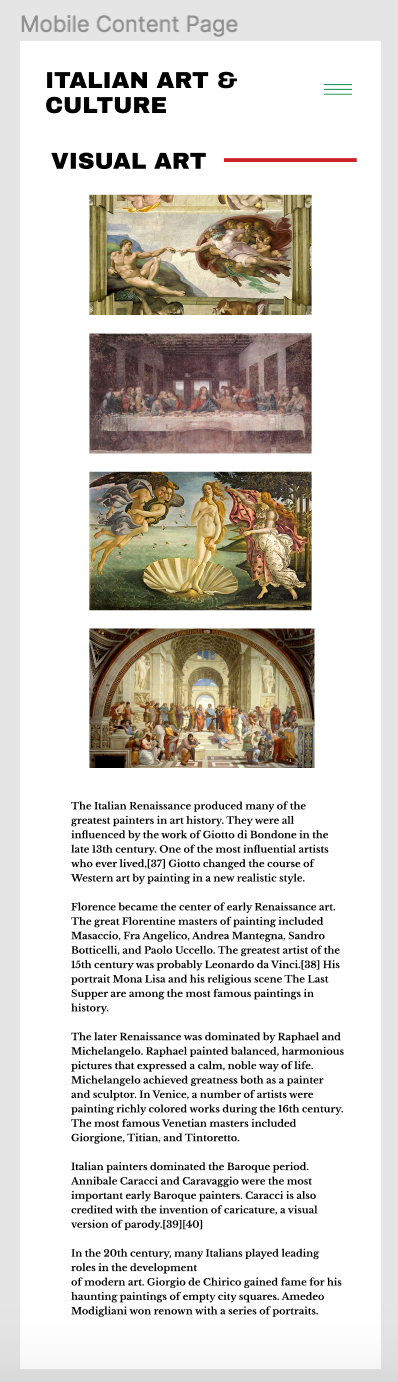 Mobile Content Page
ITALIAN ART &
CULTURE
VISUAL ART
The Italian Renaissance produced many of the
greatest painters in art history. They were all
influenced by the work of Giotto di Bondone in the
late 13th century. One of the most influential artists
who ever lived,[37] Giotto changed the course of
Western art by painting in a new realistic style.
Florence became the center of early Renaissance art.
The great Florentine masters of painting included
Masaccio, Fra Angelico, Andrea Mantegna, Sandro
Botticelli, and Paolo Uccello. The greatest artist of the
15th century was probably Leonardo da Vinci.[38] His
portrait Mona Lisa and his religious scene The Last
Supper are among the most famous paintings in
history.
The later Renaissance was dominated by Raphael and
Michelangelo. Raphael painted balanced, harmonious
pictures that expressed a calm, noble way of life.
Michelangelo achieved greatness both as a painter
and sculptor. In Venice, a number of artists were
painting richly colored works during the 16th century.
The most famous Venetian masters included
Giorgione, Titian, and Tintoretto.
Italian painters dominated the Baroque period.
Annibale Caracci and Caravaggio were the most
important early Baroque painters. Caracci is also
credited with the invention of caricature, a visual
version of parody.[39][40]
In the 20th century, many Italians played leading
roles in the development
of modern art. Giorgio de Chirico gained fame for his
haunting paintings of empty city squares. Amedeo
Modigliani won renown with a series of portraits.